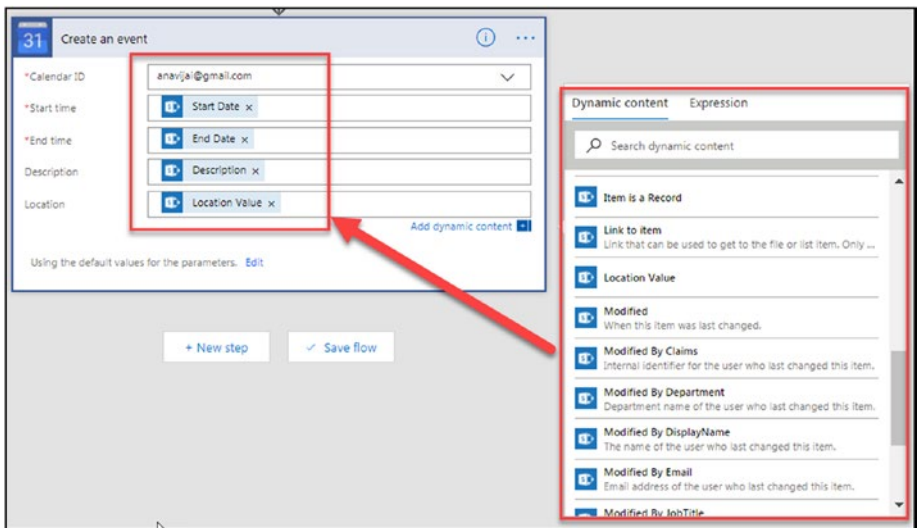 31 Create an event
*Calendar ID anavijai@gmail.com
*Start time Start Date ×
*End time End Date ×
Description Description ×
Location Location Value ×
Add dynamic content
Using the default values for the parameters. Edit
+ New step Save flow
Dynamic content Expression
Search dynamic content
Item is a Record
Link to item
Link that can be used to get to the file or list item. Only ...
Location Value
Modified
When this item was last changed.
Modified By Claims
Internal identifier for the user who last changed this item.
Modified By Department
Department name of the user who last changed this item.
Modified By DisplayName
The name of the user who last changed this item.
Modified By Email
Email address of the user who last changed this item.
Modified By JobTitle